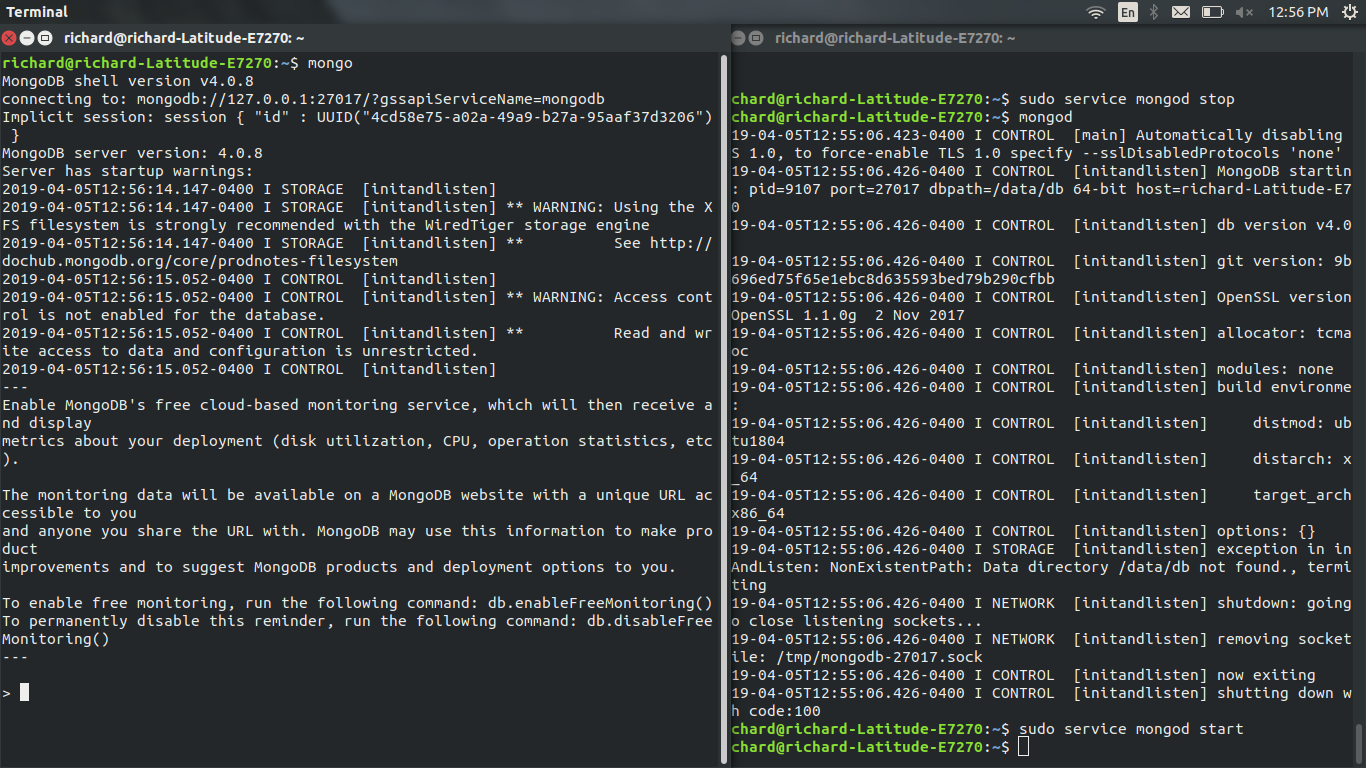 Terminal
En
12:56 PM
richard@richard-Latitude-E7270: ~
richard@richard-Latitude-E7270:~$ mongo
MongoDB shell version v4.0.8
connecting to: mongodb://127.0.0.1:27017/?gssapiServiceName=mongodb
Implicit session: session { "id" : UUID("4cd58e75-a02a-49a9-b27a-95aaf37d3206")
 }
MongoDB server version: 4.0.8
Server has startup warnings:
2019-04-05T12:56:14.147-0400 I STORAGE  [initandlisten]
2019-04-05T12:56:14.147-0400 I STORAGE  [initandlisten] ** WARNING: Using the X
FS filesystem is strongly recommended with the WiredTiger storage engine
2019-04-05T12:56:14.147-0400 I STORAGE  [initandlisten] **          See http://
dochub.mongodb.org/core/prodnotes-filesystem
2019-04-05T12:56:15.052-0400 I CONTROL  [initandlisten]
2019-04-05T12:56:15.052-0400 I CONTROL  [initandlisten] ** WARNING: Access cont
rol is not enabled for the database.
2019-04-05T12:56:15.052-0400 I CONTROL  [initandlisten] **          Read and wr
ite access to data and configuration is unrestricted.
2019-04-05T12:56:15.052-0400 I CONTROL  [initandlisten]
---
Enable MongoDB's free cloud-based monitoring service, which will then receive a
nd display
metrics about your deployment (disk utilization, CPU, operation statistics, etc
).

The monitoring data will be available on a MongoDB website with a unique URL ac
cessible to you
and anyone you share the URL with. MongoDB may use this information to make pro
duct
improvements and to suggest MongoDB products and deployment options to you.

To enable free monitoring, run the following command: db.enableFreeMonitoring()
To permanently disable this reminder, run the following command: db.disableFree
Monitoring()
---

>
richard@richard-Latitude-E7270: ~
chard@richard-Latitude-E7270:~$ sudo service mongod stop
chard@richard-Latitude-E7270:~$ mongod
19-04-05T12:55:06.423-0400 I CONTROL  [main] Automatically disabling
S 1.0, to force-enable TLS 1.0 specify --sslDisabledProtocols 'none'
19-04-05T12:55:06.426-0400 I CONTROL  [initandlisten] MongoDB startin
: pid=9107 port=27017 dbpath=/data/db 64-bit host=richard-Latitude-E7
0
19-04-05T12:55:06.426-0400 I CONTROL  [initandlisten] db version v4.0
19-04-05T12:55:06.426-0400 I CONTROL  [initandlisten] git version: 9b
696ed75f65e1ebc8d635593bed79b290cfbb
19-04-05T12:55:06.426-0400 I CONTROL  [initandlisten] OpenSSL version
OpenSSL 1.1.0g  2 Nov 2017
19-04-05T12:55:06.426-0400 I CONTROL  [initandlisten] allocator: tcma
oc
19-04-05T12:55:06.426-0400 I CONTROL  [initandlisten] modules: none
19-04-05T12:55:06.426-0400 I CONTROL  [initandlisten] build environme
:
19-04-05T12:55:06.426-0400 I CONTROL  [initandlisten]     distmod: ub
tu1804
19-04-05T12:55:06.426-0400 I CONTROL  [initandlisten]     distarch: x
_64
19-04-05T12:55:06.426-0400 I CONTROL  [initandlisten]     target_arch
x86_64
19-04-05T12:55:06.426-0400 I CONTROL  [initandlisten] options: {}
19-04-05T12:55:06.426-0400 I STORAGE  [initandlisten] exception in in
AndListen: NonExistentPath: Data directory /data/db not found., termi
ting
19-04-05T12:55:06.426-0400 I NETWORK  [initandlisten] shutdown: going
o close listening sockets...
19-04-05T12:55:06.426-0400 I NETWORK  [initandlisten] removing socket
ile: /tmp/mongodb-27017.sock
19-04-05T12:55:06.426-0400 I CONTROL  [initandlisten] now exiting
19-04-05T12:55:06.426-0400 I CONTROL  [initandlisten] shutting down w
h code:100
chard@richard-Latitude-E7270:~$ sudo service mongod start
chard@richard-Latitude-E7270:~$